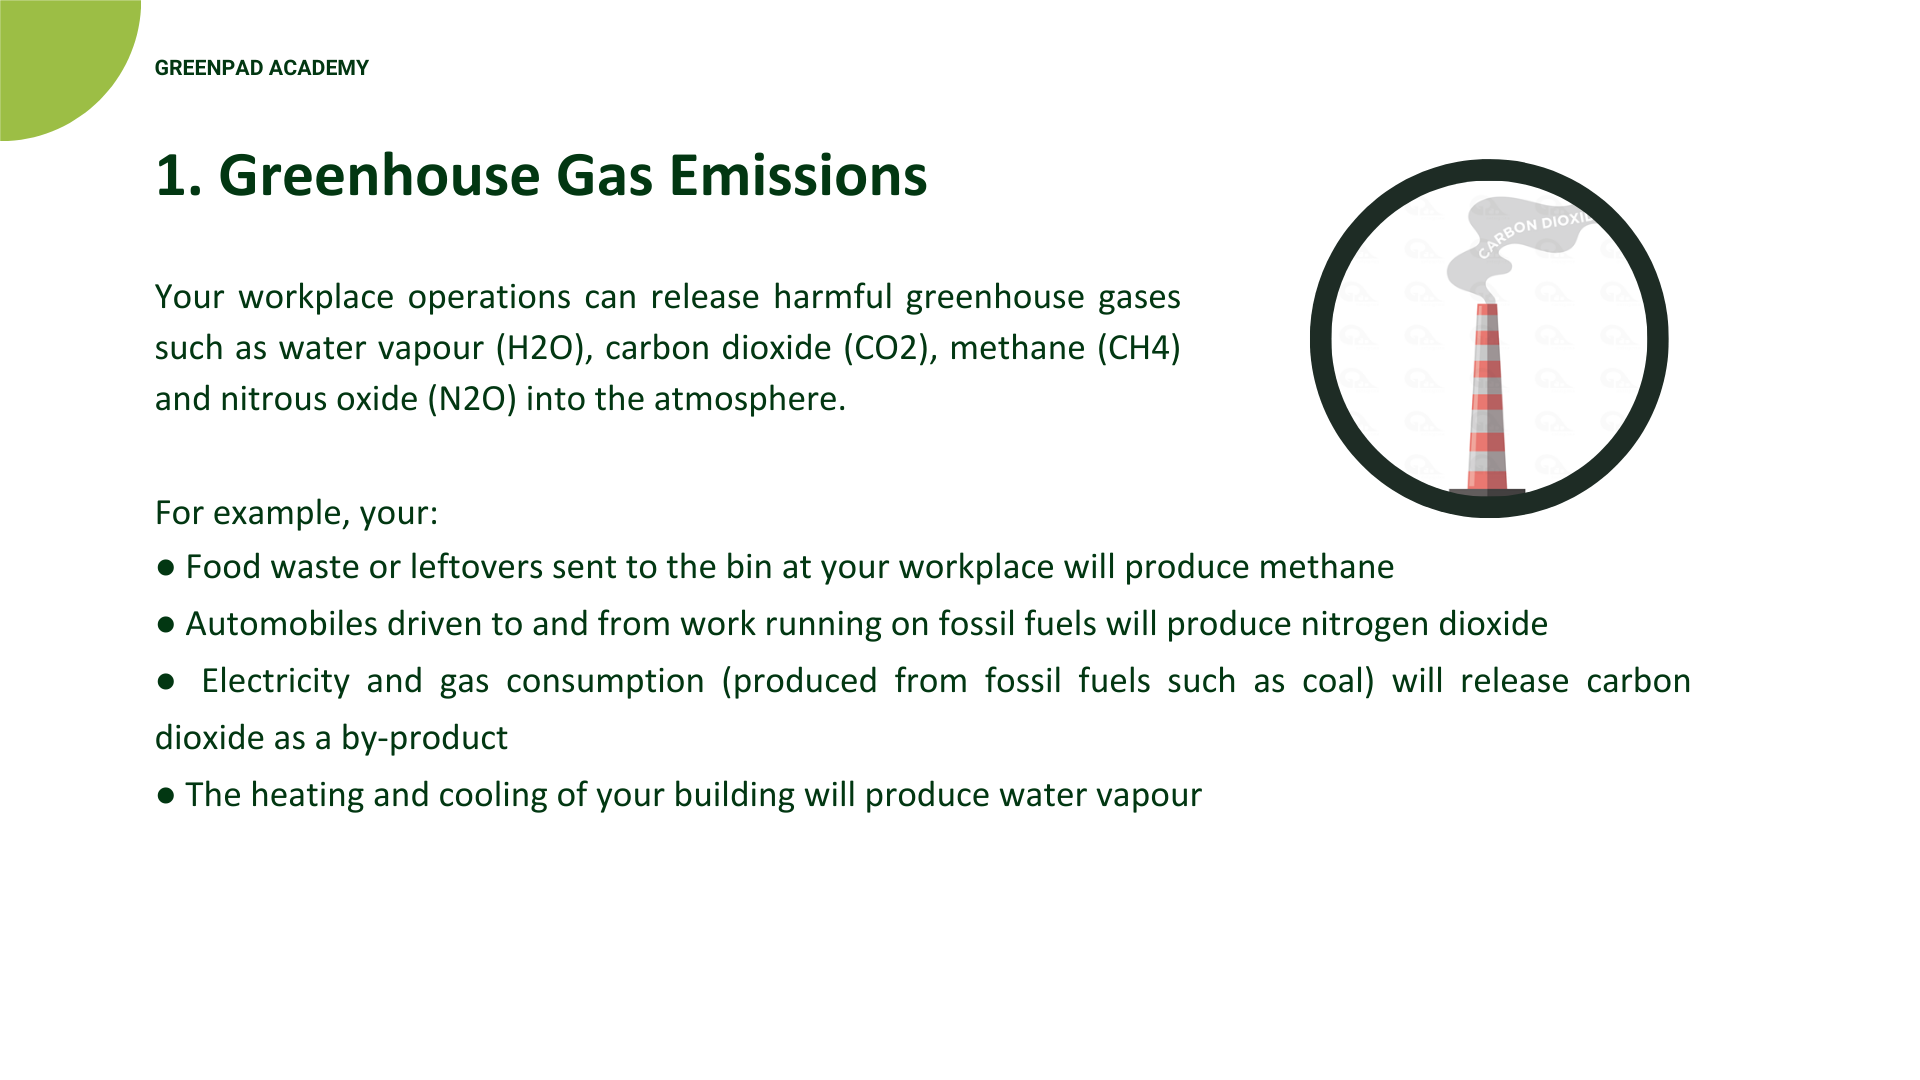 GREENPAD ACADEMY
1. Greenhouse Gas Emissions
Your workplace operations can release harmful greenhouse gases
such as water vapour (H2O), carbon dioxide (CO2), methane (CH4)
and nitrous oxide (N2O) into the atmosphere.
CARBON DIOXI
For example, your:
● Food waste or leftovers sent to the bin at your workplace will produce methane
● Automobiles driven to and from work running on fossil fuels will produce nitrogen dioxide
● Electricity and gas consumption (produced from fossil fuels such as coal) will release carbon
dioxide as a by-product
● The heating and cooling of your building will produce water vapour